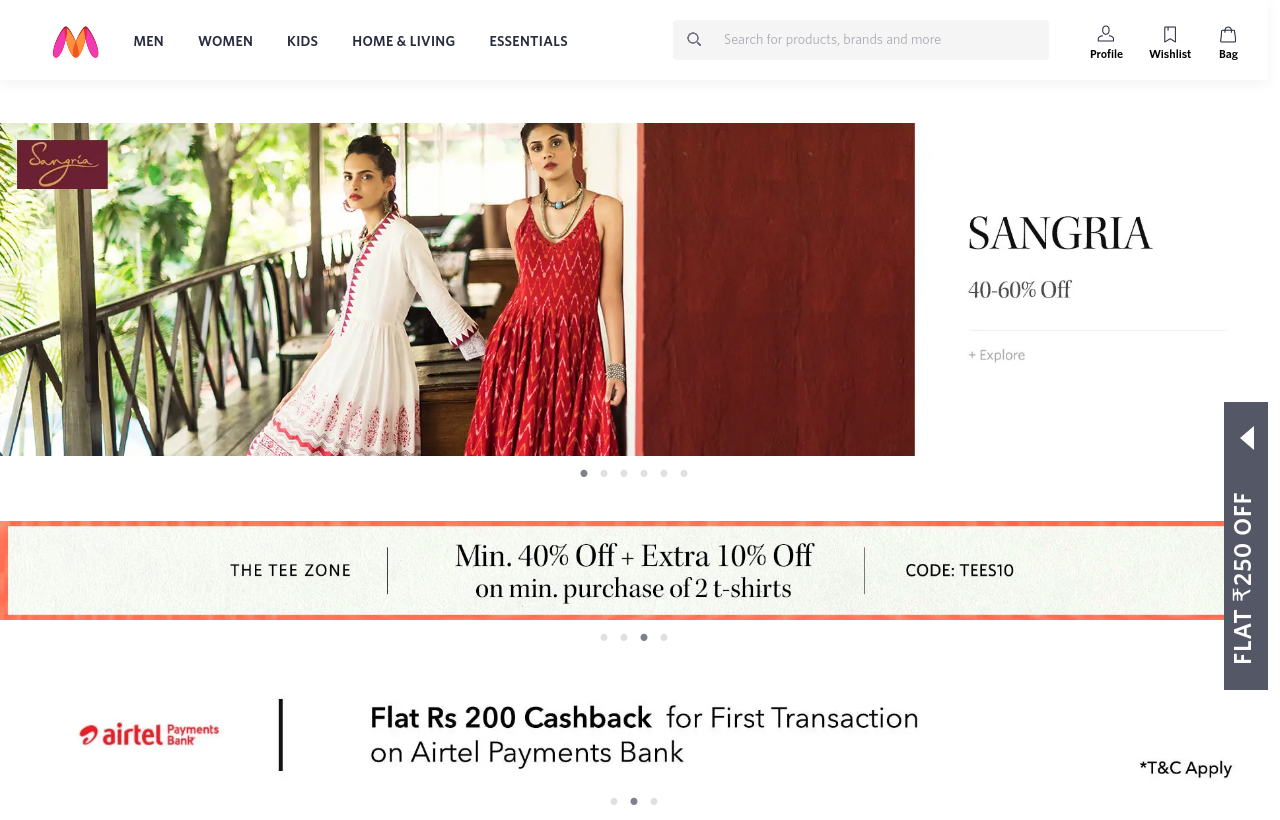 MEN
WOMEN
KIDS
HOME & LIVING
ESSENTIALS
Search for products, brands and more
Profile
Wishlist
Bag
Sangria
SANGRIA
40-60% Off
+ Explore
FLAT ₹250 OFF
THE TEE ZONE
Min. 40% Off + Extra 10% Off
on min. purchase of 2 t-shirts
CODE: TEES10
airtel
Payments
Bank
Flat Rs 200 Cashback for First Transaction
on Airtel Payments Bank
*T&C Apply